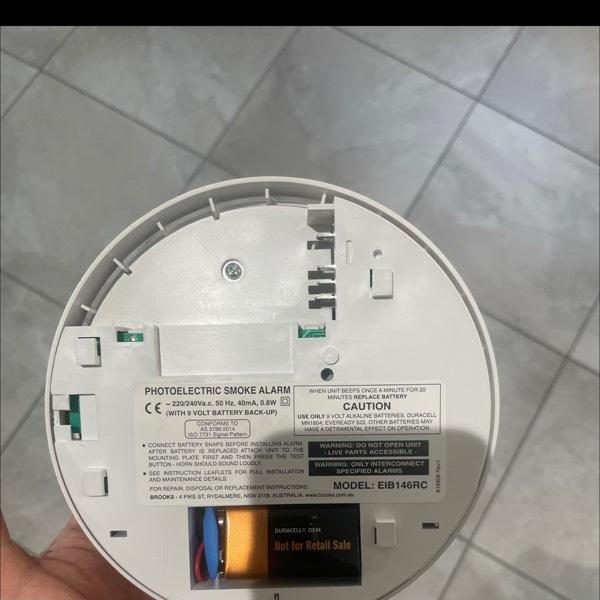 PHOTOELECTRIC SMOKE ALARM
CE ~ 220/240Va.c. 50 Hz, 40mA, 0.8W
(WITH 9 VOLT BATTERY BACK-UP)
CONFORMS TO
AS 3786:2014
ISO 7731 Signal Pattern
• CONNECT BATTERY SNAPS BEFORE INSTALLING ALARM.
AFTER BATTERY IS REPLACED ATTACH UNIT TO THE
MOUNTING PLATE FIRST AND THEN PRESS THE TEST
BUTTON - HORN SHOULD SOUND LOUDLY.
• SEE INSTRUCTION LEAFLETS FOR FULL INSTALLATION
AND MAINTENANCE DETAILS.
FOR REPAIR, DISPOSAL OR REPLACEMENT INSTRUCTIONS:
BROOKS - 4 PIKE ST, RYDALMERE, NSW 2116, AUSTRALIA. www.brooks.com.au
WHEN UNIT BEEPS ONCE A MINUTE FOR 20
MINUTES REPLACE BATTERY
CAUTION
USE ONLY 9 VOLT ALKALINE BATTERIES. DURACELL
MN1604, EVEREADY 522. OTHER BATTERIES MAY
HAVE A DETRIMENTAL EFFECT ON OPERATION
WARNING: DO NOT OPEN UNIT
- LIVE PARTS ACCESSIBLE -
WARNING: ONLY INTERCONNECT
SPECIFIED ALARMS
MODEL: EIB146RC
DURACELL® OEM
Not for Retail Sale